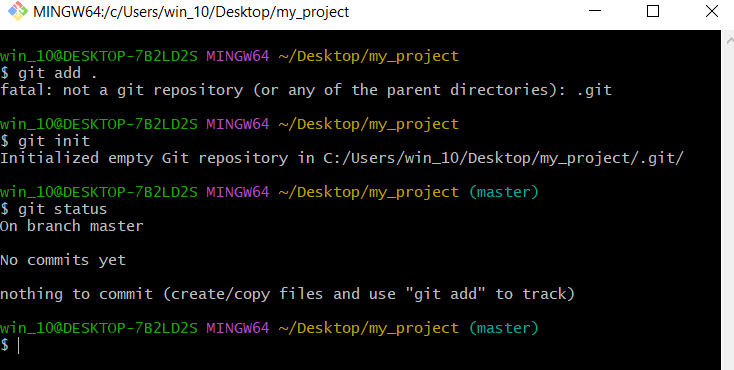 MINGW64:/c/Users/win_10/Desktop/my_project
win_10@DESKTOP-7B2LD2S MINGW64 ~/Desktop/my_project
$ git add .
fatal: not a git repository (or any of the parent directories): .git
win_10@DESKTOP-7B2LD2S MINGW64 ~/Desktop/my_project
$ git init
Initialized empty Git repository in C:/Users/win_10/Desktop/my_project/.git/
win_10@DESKTOP-7B2LD2S MINGW64 ~/Desktop/my_project (master)
$ git status
On branch master
No commits yet
nothing to commit (create/copy files and use "git add" to track)
win_10@DESKTOP-7B2LD2S MINGW64 ~/Desktop/my_project (master)
$